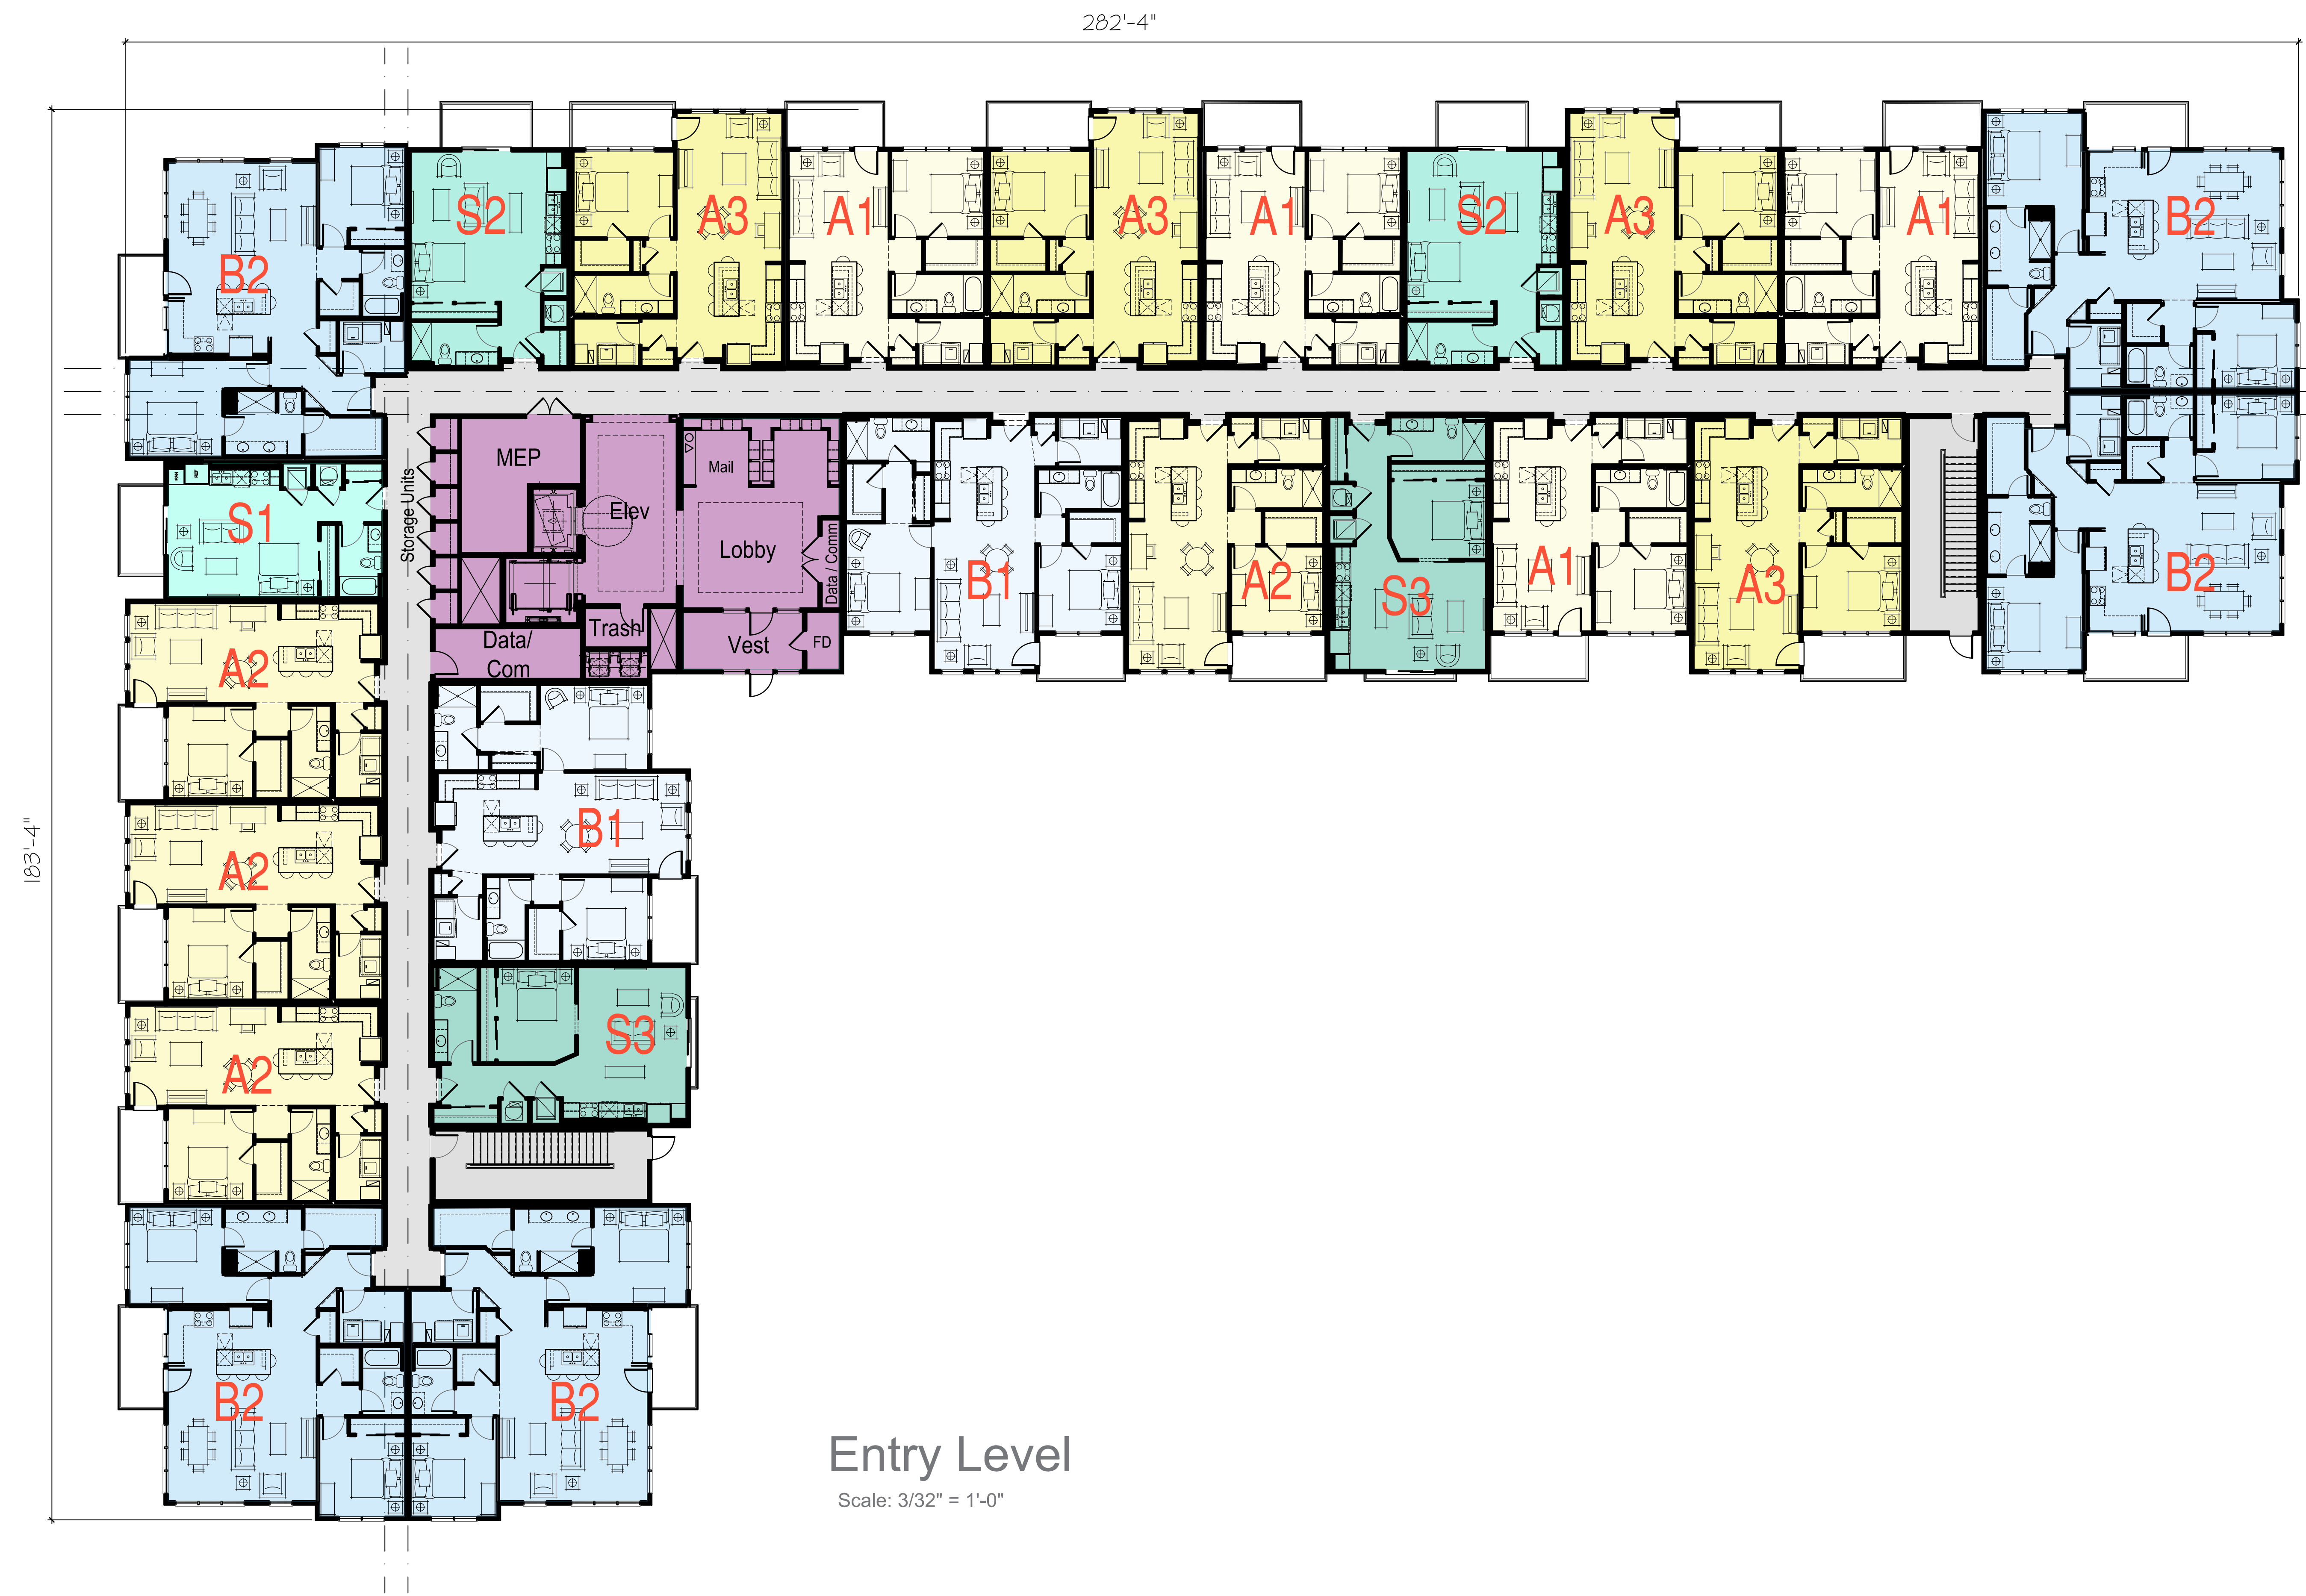 282'-4"
S2
A3
A1
A3
A1
S2
A3
A1
B2
B2
MEP
Elev
Mail
Lobby
Data / Comm
Storage Units
S1
B1
A2
S3
A1
A3
B2
Trash
Vest
FD
Data/
Com
A2
183'-4"
B1
A2
S3
A2
B2
B2
Entry Level
Scale: 3/32" = 1'-0"